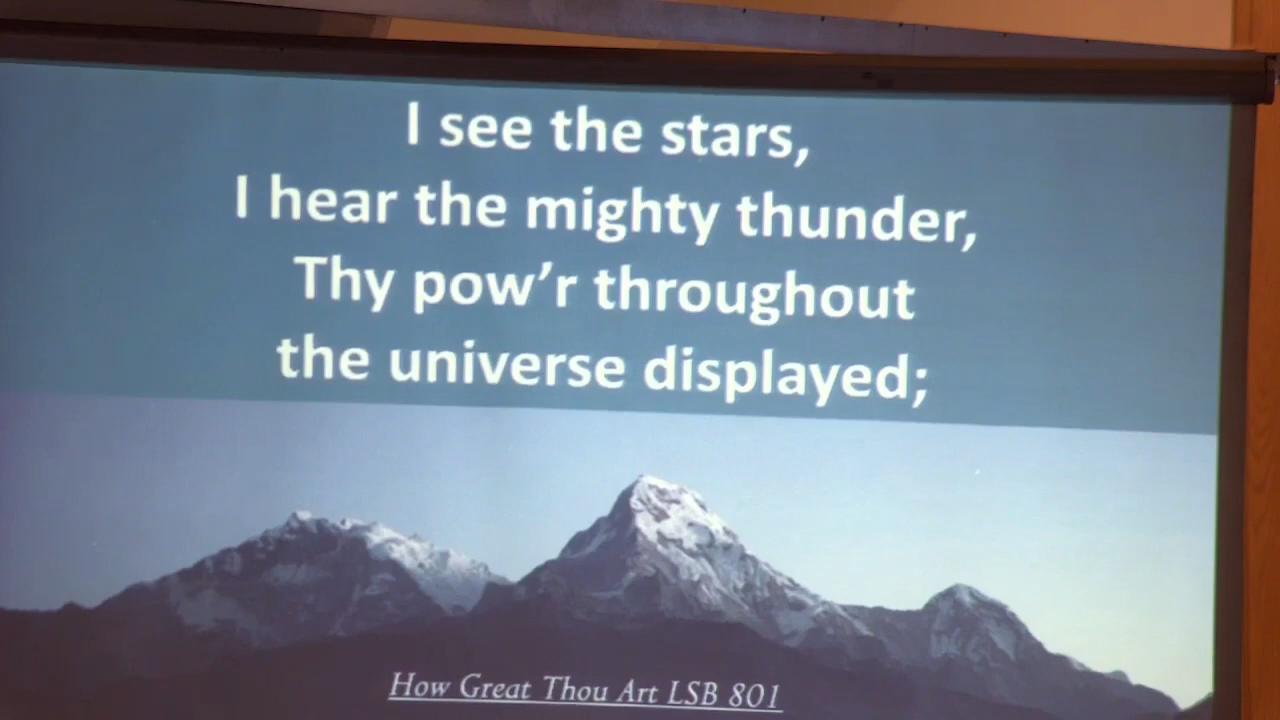 I see the stars,
I hear the mighty thunder,
Thy pow’r throughout
the universe displayed;
How Great Thou Art LSB 801